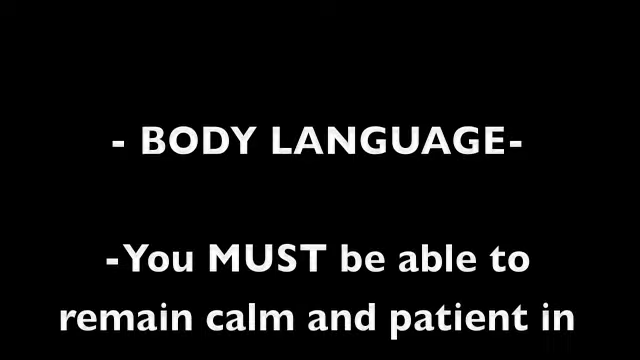 - BODY LANGUAGE-
-You MUST be able to
remain calm and patient in